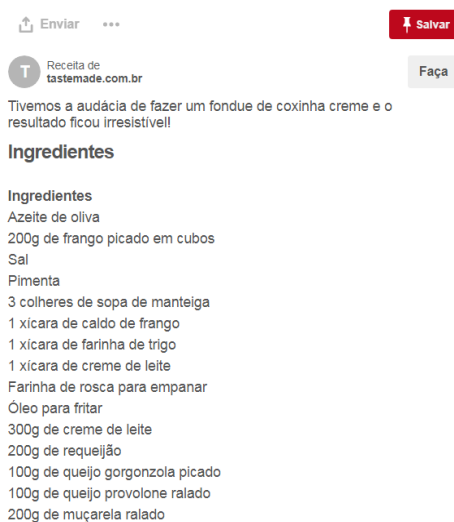 Enviar
Salvar
T
Receita de
tastemade.com.br
Faça
Tivemos a audácia de fazer um fondue de coxinha creme e o
resultado ficou irresistível!
Ingredientes
Ingredientes
Azeite de oliva
200g de frango picado em cubos
Sal
Pimenta
3 colheres de sopa de manteiga
1 xícara de caldo de frango
1 xícara de farinha de trigo
1 xícara de creme de leite
Farinha de rosca para empanar
Óleo para fritar
300g de creme de leite
200g de requeijão
100g de queijo gorgonzola picado
100g de queijo provolone ralado
200g de muçarela ralado